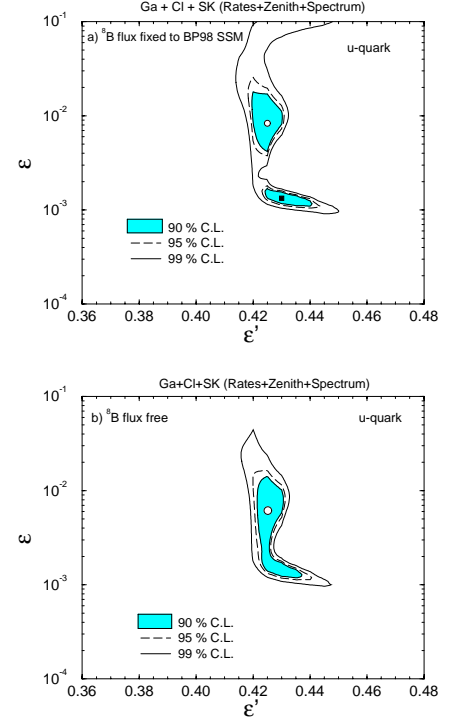 Ga + Cl + SK (Rates+Zenith+Spectrum)
10⁻¹
a) ⁸B flux fixed to BP98 SSM
u-quark
10⁻²
ε
10⁻³
90 % C.L.
95 % C.L.
99 % C.L.
10⁻⁴
0.36 0.38 0.40 0.42 0.44 0.46 0.48
ε'
Ga+Cl+SK (Rates+Zenith+Spectrum)
10⁻¹
b) ⁸B flux free
u-quark
10⁻²
ε
10⁻³
90 % C.L.
95 % C.L.
99 % C.L.
10⁻⁴
0.36 0.38 0.40 0.42 0.44 0.46 0.48
ε'